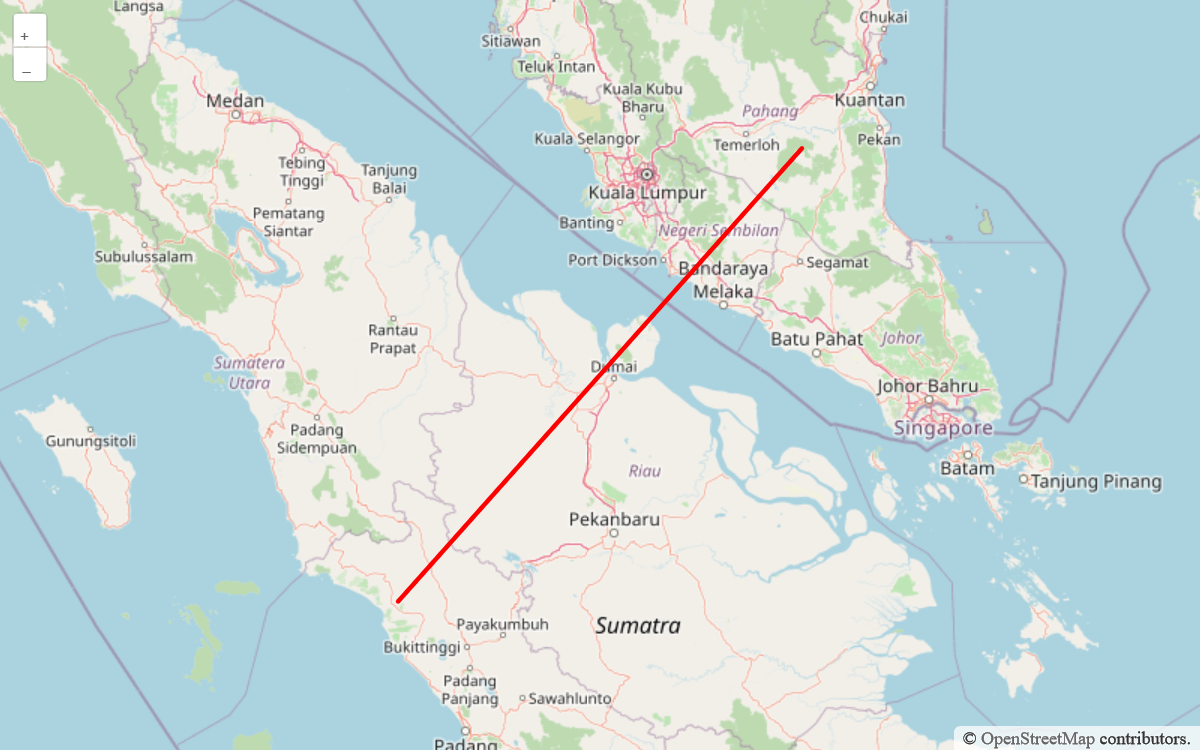 Langsa
Chukai
+
Sitiawan
–
Teluk Intan
Kuala Kubu
Bharu
Kuantan
Medan
Pahang
Kuala Selangor
Temerloh
Pekan
Tebing
Tinggi
Tanjung
Balai
Kuala Lumpur
Pematang
Siantar
Banting
Negeri Sembilan
Subulussalam
Port Dickson
Bandaraya
Melaka
Segamat
Rantau
Prapat
Batu Pahat
Johor
Sumatera
Utara
Dumai
Johor Bahru
Singapore
Gunungsitoli
Padang
Sidempuan
Riau
Batam
Tanjung Pinang
Pekanbaru
Payakumbuh
Sumatra
Bukittinggi
Padang
Panjang
Sawahlunto
Padang
© OpenStreetMap contributors.